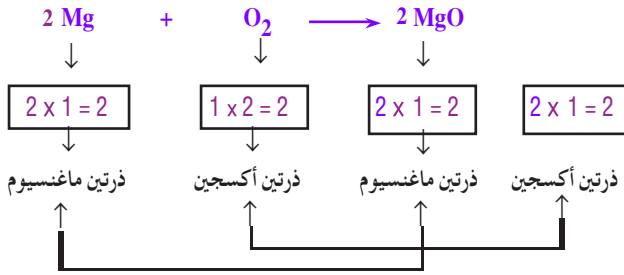 2 Mg + O2 → 2 MgO
2 x 1 = 2 1 x 2 = 2 2 x 1 = 2 2 x 1 = 2
ذرتين ماغنسيوم ذرتين أكسجين ذرتين ماغنسيوم ذرتين أكسجين